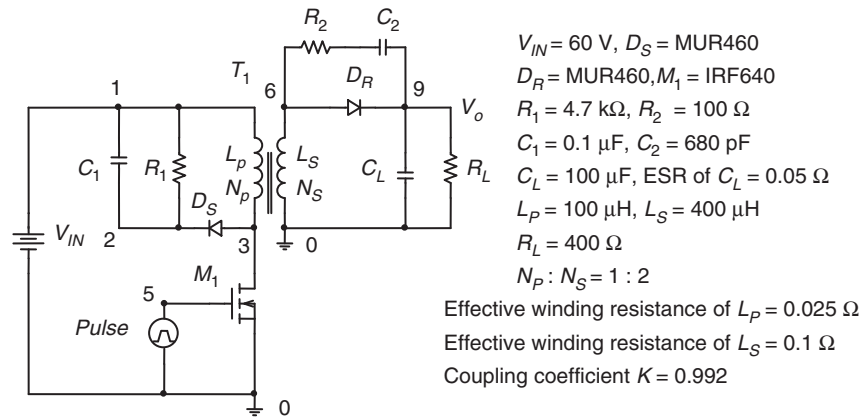 R2
C2
T1
DR
1
6
9
Vo
C1
R1
Lp
Np
LS
NS
CL
RL
DS
VIN
2
3
0
M1
5
Pulse
0
VIN = 60 V, DS = MUR460
DR = MUR460,M1 = IRF640
R1 = 4.7 kΩ, R2 = 100 Ω
C1 = 0.1 μF, C2 = 680 pF
CL = 100 μF, ESR of CL = 0.05 Ω
LP = 100 μH, LS = 400 μH
RL = 400 Ω
NP : NS = 1 : 2
Effective winding resistance of LP = 0.025 Ω
Effective winding resistance of LS = 0.1 Ω
Coupling coefficient K = 0.992